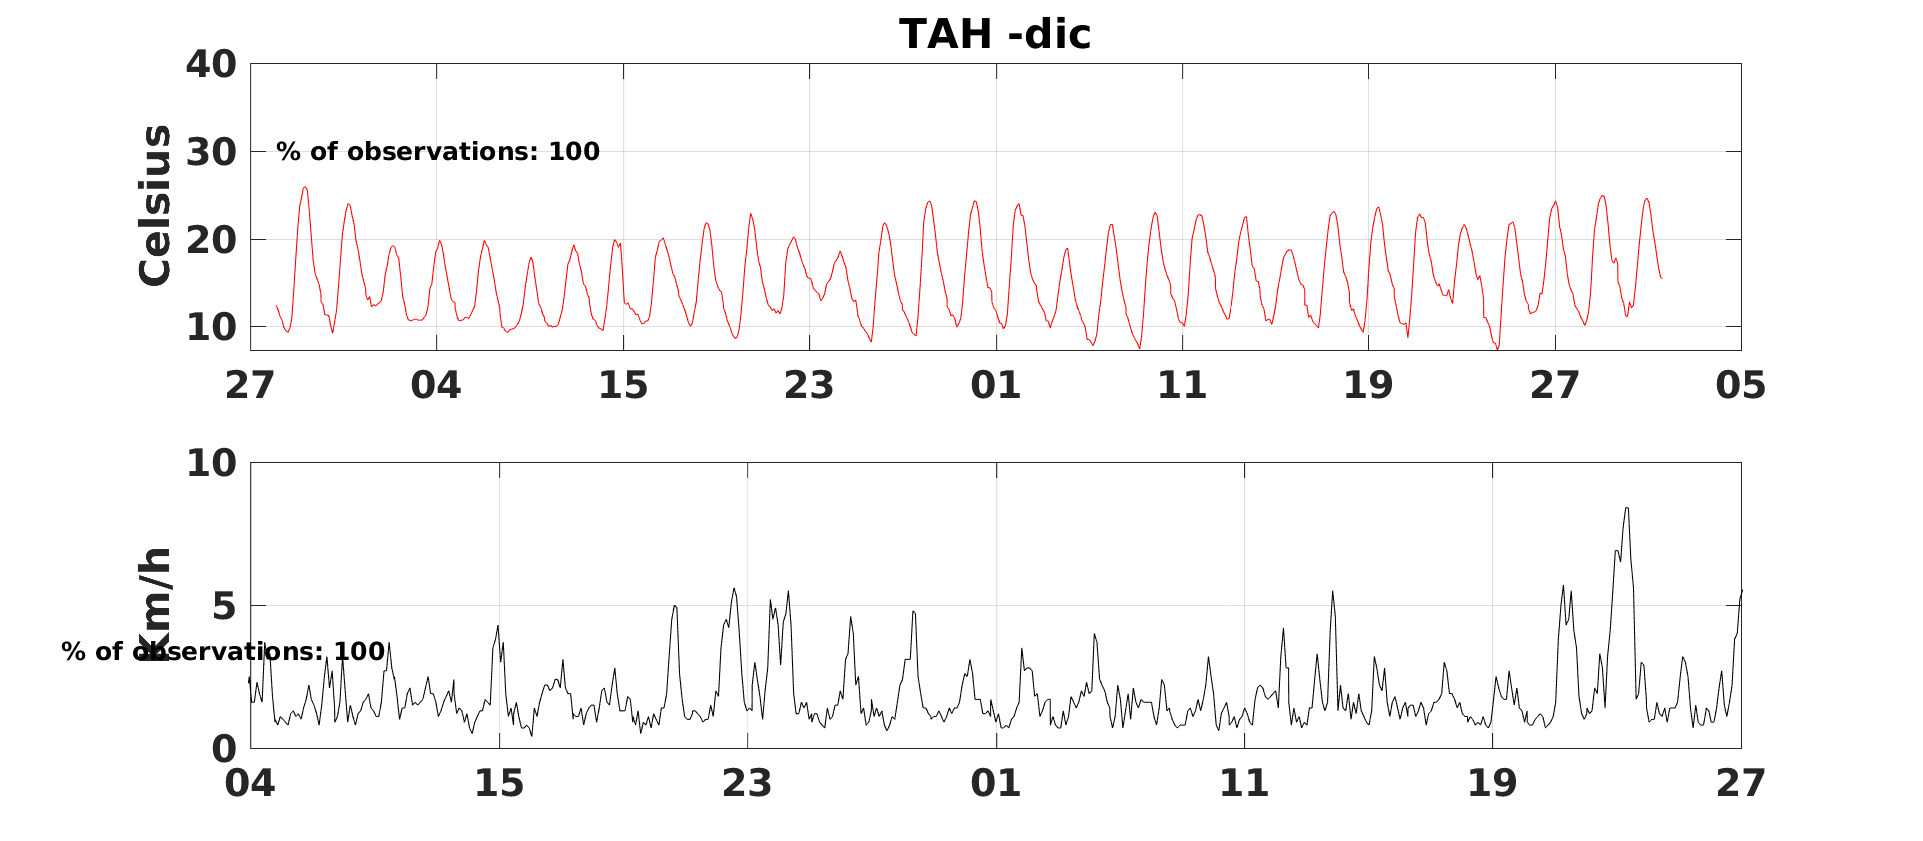 TAH -dic
Celsius
40
30
20
10
% of observations: 100
27 04 15 23 01 11 19 27 05
Km/h
10
5
0
% of observations: 100
04 15 23 01 11 19 27